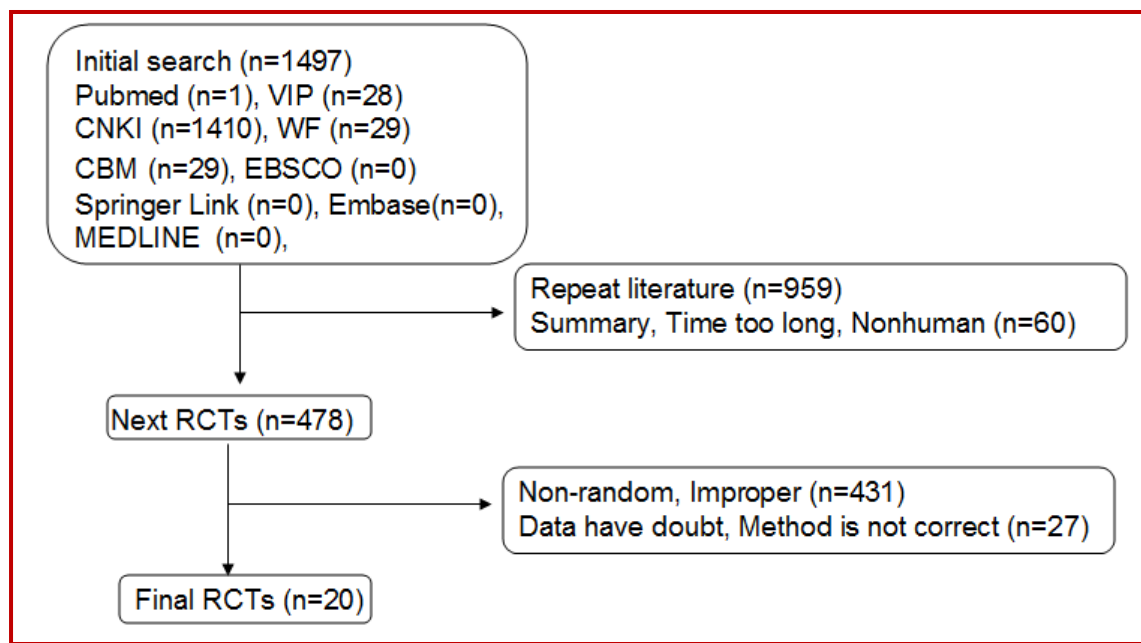 Initial search (n=1497)
Pubmed (n=1), VIP (n=28)
CNKI (n=1410), WF (n=29)
CBM (n=29), EBSCO (n=0)
Springer Link (n=0), Embase(n=0),
MEDLINE (n=0),
Repeat literature (n=959)
Summary, Time too long, Nonhuman (n=60)
Next RCTs (n=478)
Non-random, Improper (n=431)
Data have doubt, Method is not correct (n=27)
Final RCTs (n=20)